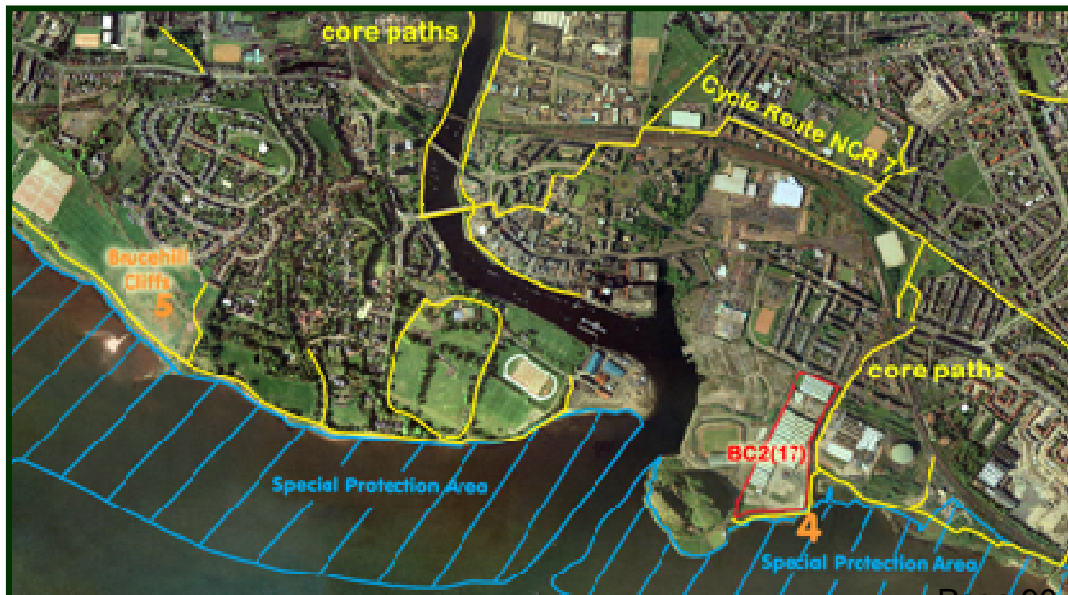 core paths
Cycle Route NCR 7
Brucehill
Cliffs
5
core paths
BC2(17)
Special Protection Area
4
Special Protection Area